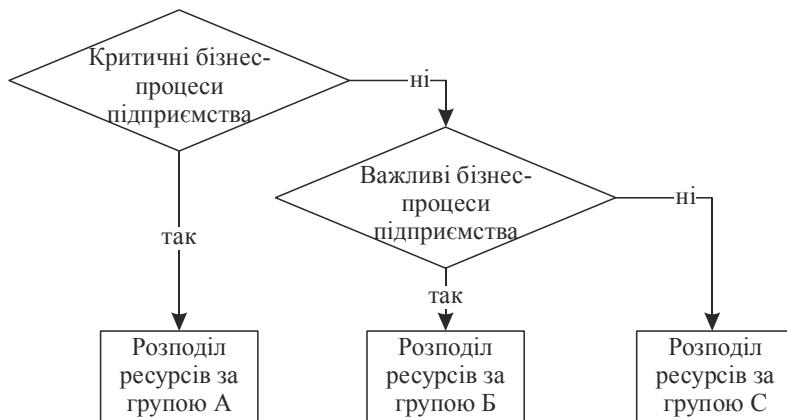 Критичні бізнес-
процеси
підприємства
ні
Важливі бізнес-
процеси
підприємства
ні
так
так
Розподіл
ресурсів за
групою А
Розподіл
ресурсів за
групою Б
Розподіл
ресурсів за
групою С